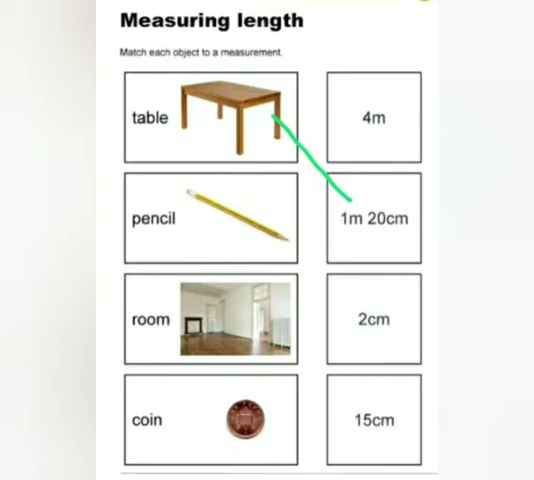 Measuring length
Match each object to a measurement.
table
4m
pencil
1m 20cm
room
2cm
coin
15cm